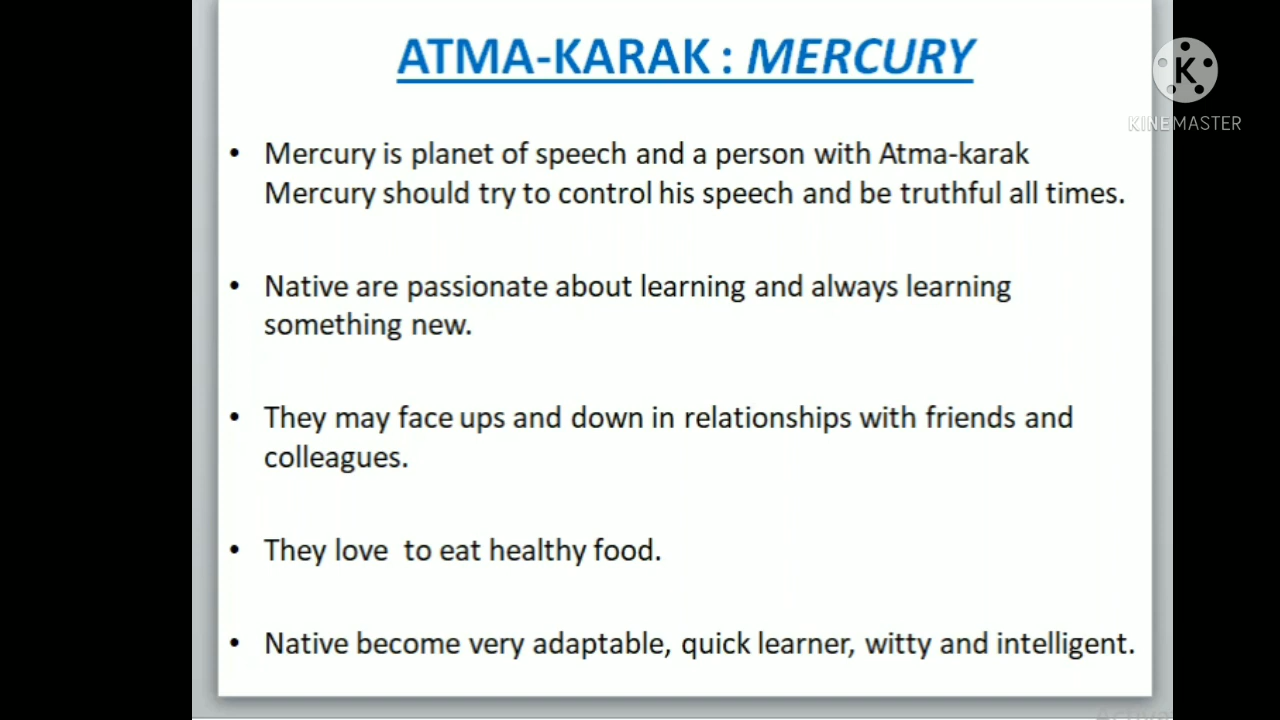 ATMA-KARAK : MERCURY
K
KINEMASTER
• Mercury is planet of speech and a person with Atma-karak
Mercury should try to control his speech and be truthful all times.
• Native are passionate about learning and always learning
something new.
• They may face ups and down in relationships with friends and
colleagues.
• They love  to eat healthy food.
• Native become very adaptable, quick learner, witty and intelligent.